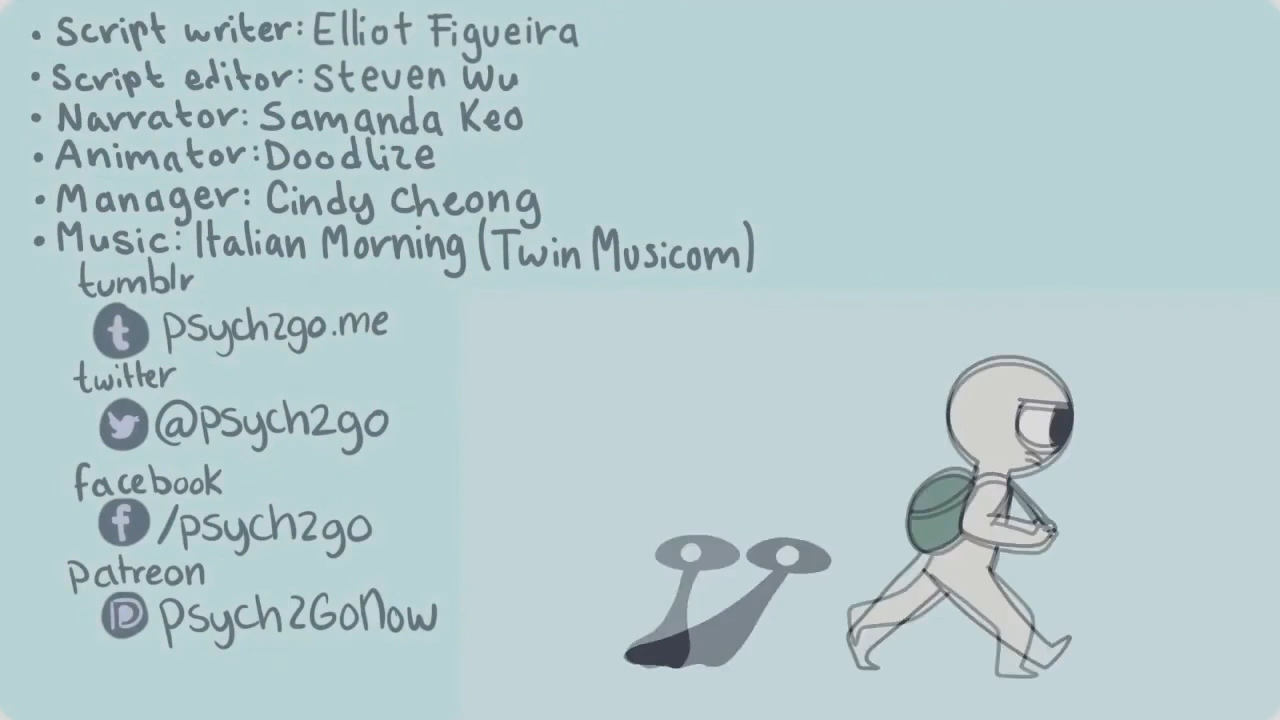 • Script writer: Elliot Figueira
• Script editor: Steven Wu
• Narrator: Samanda Keo
• Animator: Doodlize
• Manager: Cindy Cheong
• Music: Italian Morning (Twin Musicom)
tumblr
t psych2go.me
twitter
@psych2go
facebook
f /psych2go
patreon
P psych2GoNow